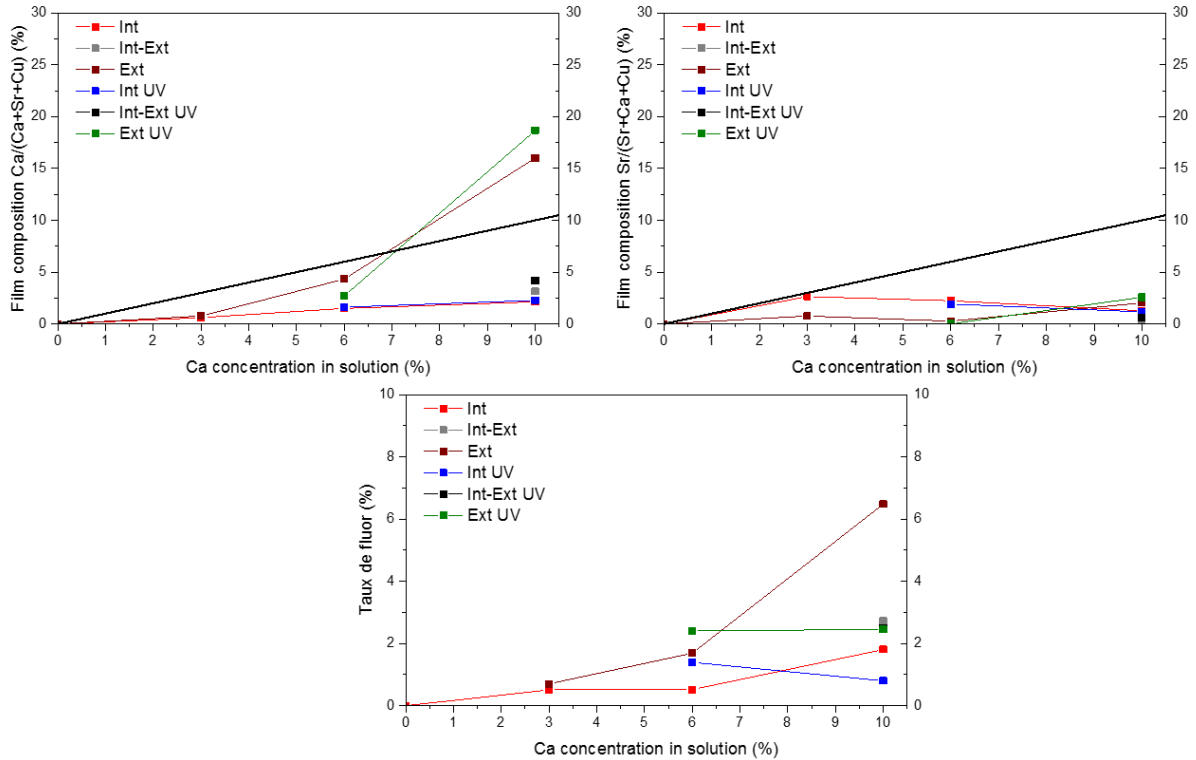 Film composition Ca/(Ca+Sr+Cu) (%)
30
25
20
15
10
5
0
Int
Int-Ext
Ext
Int UV
Int-Ext UV
Ext UV
30
25
20
15
10
5
0
0 1 2 3 4 5 6 7 8 9 10
Ca concentration in solution (%)
Film composition Sr/(Sr+Ca+Cu) (%)
30
25
20
15
10
5
0
Int
Int-Ext
Ext
Int UV
Int-Ext UV
Ext UV
30
25
20
15
10
5
0
0 1 2 3 4 5 6 7 8 9 10
Ca concentration in solution (%)
Taux de fluor (%)
10
8
6
4
2
0
Int
Int-Ext
Ext
Int UV
Int-Ext UV
Ext UV
10
8
6
4
2
0
0 1 2 3 4 5 6 7 8 9 10
Ca concentration in solution (%)